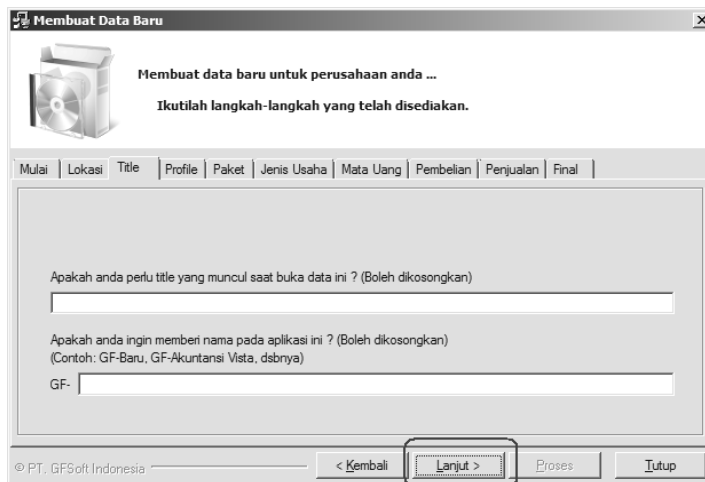 Membuat Data Baru
Membuat data baru untuk perusahaan anda ...
Ikutilah langkah-langkah yang telah disediakan.
Mulai Lokasi Title Profile Paket Jenis Usaha Mata Uang Pembelian Penjualan Final
Apakah anda perlu title yang muncul saat buka data ini ? (Boleh dikosongkan)
Apakah anda ingin memberi nama pada aplikasi ini ? (Boleh dikosongkan)
(Contoh: GF-Baru, GF-Akuntansi Vista, dsbnya)
GF-
© PT. GFSoft Indonesia < Kembali Lanjut > Proses Tutup